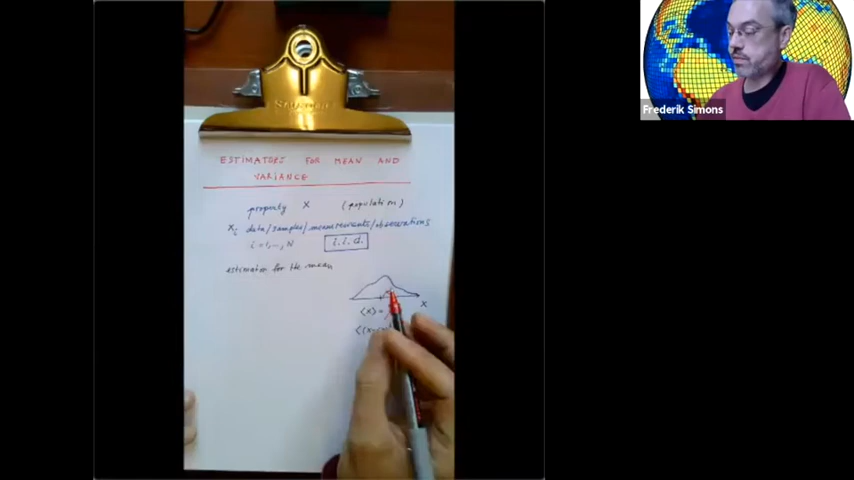 Frederik Simons
ESTIMATORS FOR MEAN AND
VARIANCE
property X (population)
xᵢ data/samples/measurements/observations
i=1,...,N i.i.d.
estimator for the mean
X
<X> =